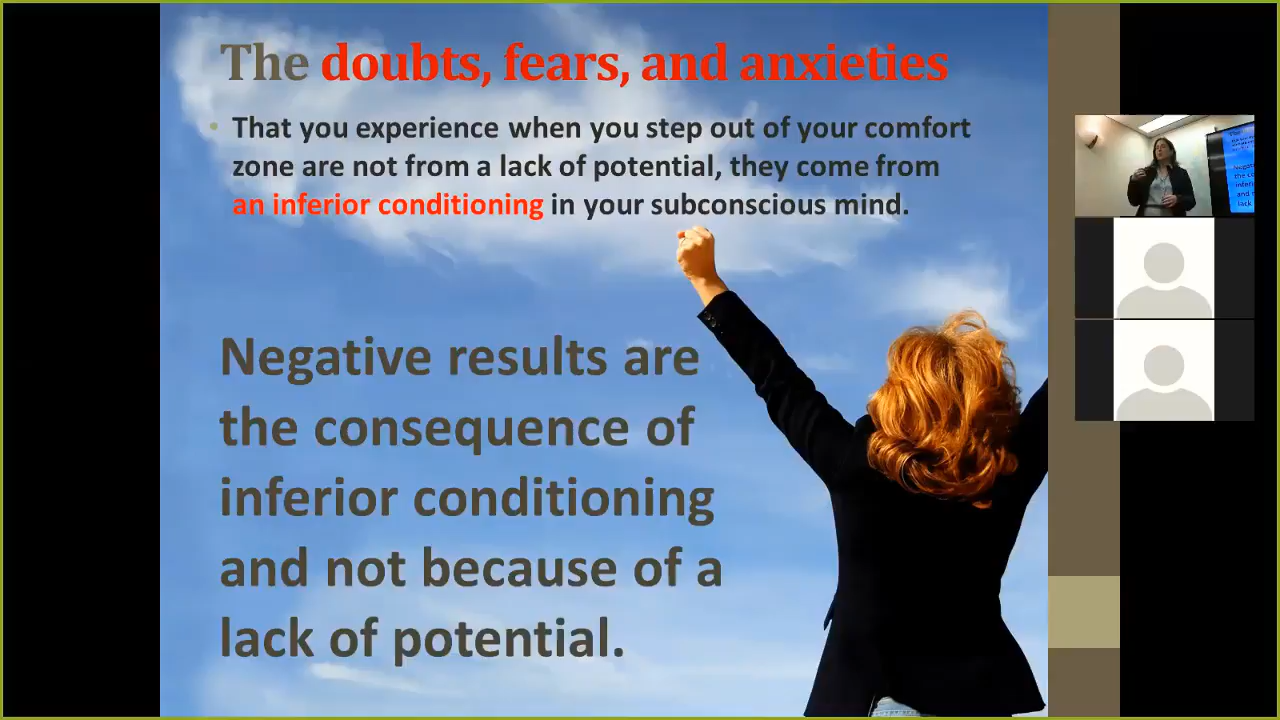 The doubts, fears, and anxieties
• That you experience when you step out of your comfort
zone are not from a lack of potential, they come from
an inferior conditioning in your subconscious mind.
Negative results are
the consequence of
inferior conditioning
and not because of a
lack of potential.